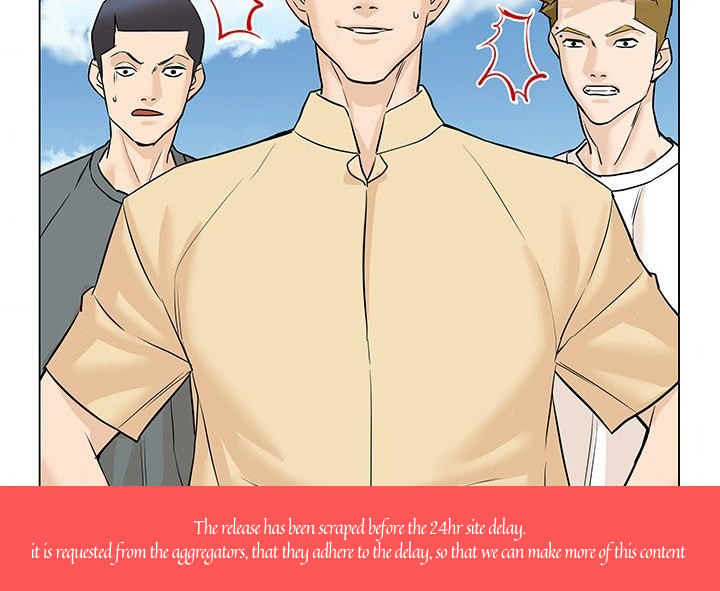 The release has been scraped before the 24hr site delay.
it is requested from the aggregators, that they adhere to the delay, so that we can make more of this content